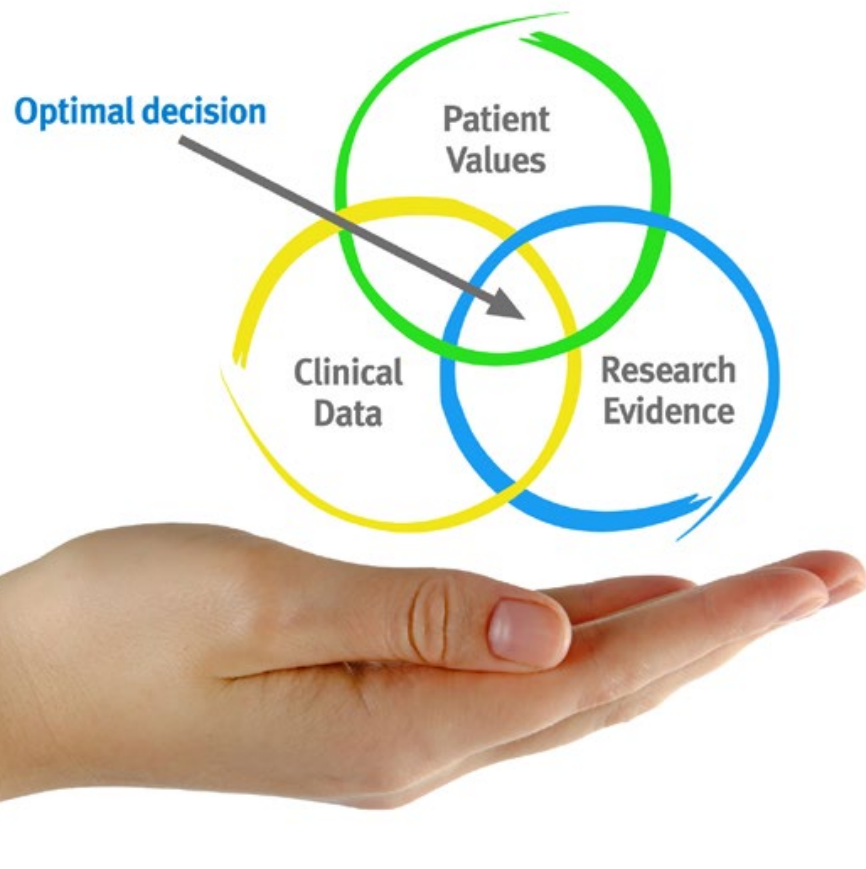 Optimal decision
Patient
Values
Clinical
Data
Research
Evidence